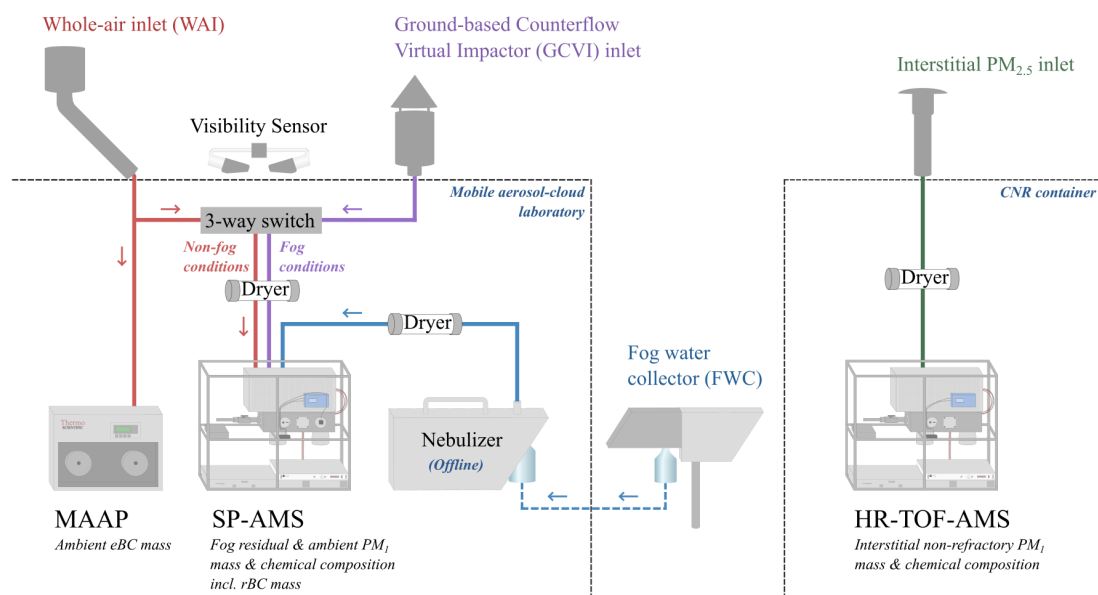 Whole-air inlet (WAI)
Ground-based Counterflow
Virtual Impactor (GCVI) inlet
Interstitial PM2.5 inlet
Visibility Sensor
Mobile aerosol-cloud
laboratory
CNR container
3-way switch
Non-fog
conditions
Fog
conditions
Dryer
Dryer
Dryer
Fog water
collector (FWC)
Thermo
SCIENTIFIC
Nebulizer
(Offline)
MAAP
Ambient eBC mass
SP-AMS
Fog residual & ambient PM1
mass & chemical composition
incl. rBC mass
HR-TOF-AMS
Interstitial non-refractory PM1
mass & chemical composition